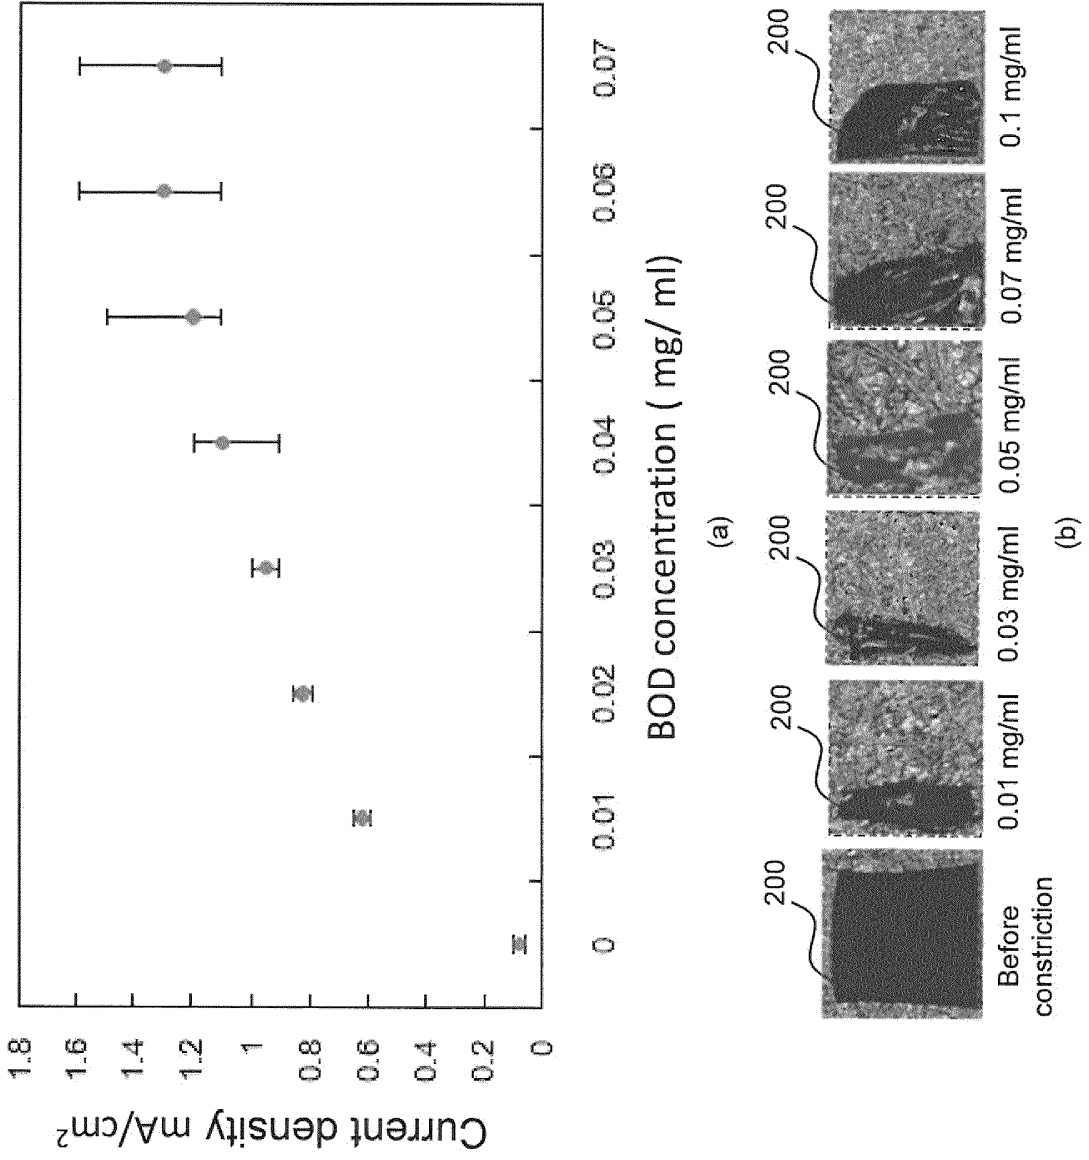 Current density mA/cm²
1.8
1.6
1.4
1.2
1
0.8
0.6
0.4
0.2
0
0 0.01 0.02 0.03 0.04 0.05 0.06 0.07
BOD concentration ( mg/ ml)
(a)
200 200 200 200 200 200
Before constriction 0.01 mg/ml 0.03 mg/ml 0.05 mg/ml 0.07 mg/ml 0.1 mg/ml
(b)